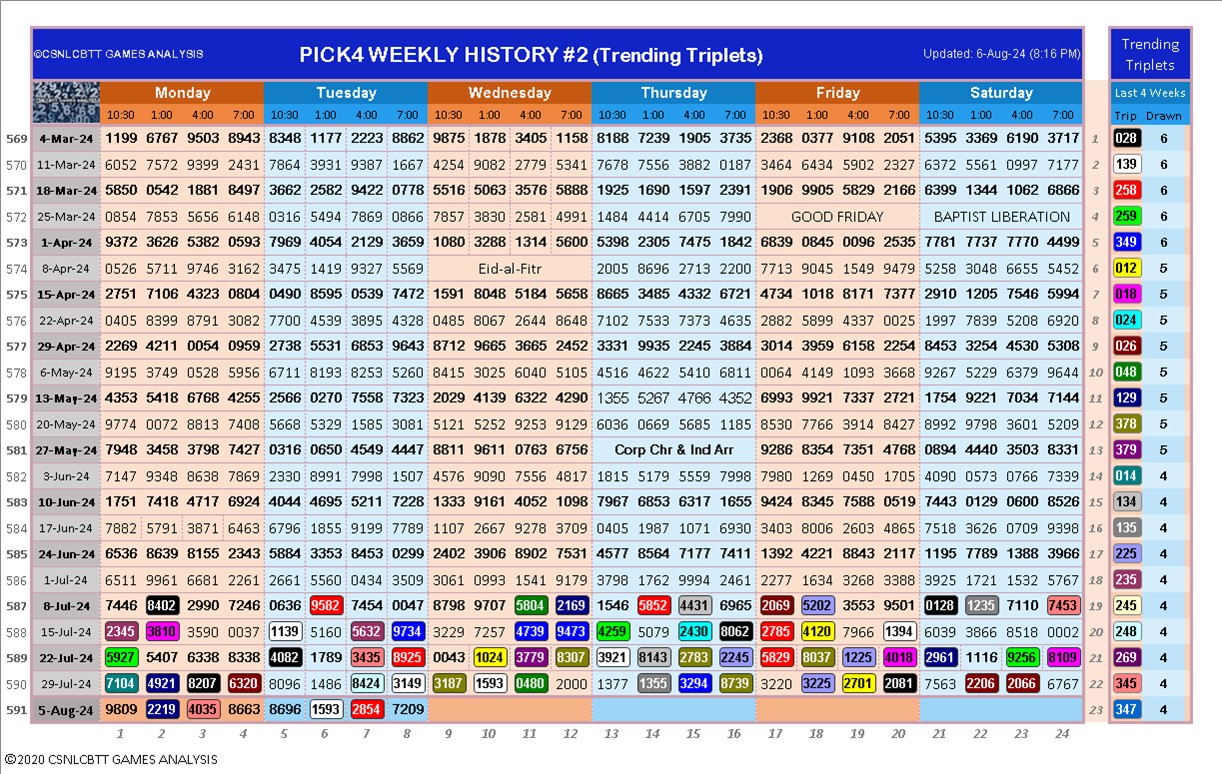 ©CSNLCBTT GAMES ANALYSIS PICK4 WEEKLY HISTORY #2 (Trending Triplets) Updated: 6-Aug-24 (8:16 PM) Trending
Triplets
Monday Tuesday Wednesday Thursday Friday Saturday Last 4 Weeks
10:30 1:00 4:00 7:00 10:30 1:00 4:00 7:00 10:30 1:00 4:00 7:00 10:30 1:00 4:00 7:00 10:30 1:00 4:00 7:00 10:30 1:00 4:00 7:00 Trip Drawn
569 4-Mar-24 1199 6767 9503 8943 8348 1177 2223 8862 9875 1878 3405 1158 8188 7239 1905 3735 2368 0377 9108 2051 5395 3369 6190 3717 1 028 6
570 11-Mar-24 6052 7572 9399 2431 7864 3931 9387 1667 4254 9082 2779 5341 7678 7556 3880 0187 3464 6434 5902 2327 6372 5561 0997 7177 2 139 6
571 18-Mar-24 5850 0542 1881 8497 3662 2582 9422 0778 5516 5063 3576 5888 1925 1690 1597 2391 1906 9905 5829 2166 6399 1344 1062 6866 3 258 6
572 25-Mar-24 0854 7853 5656 6148 0316 5494 7869 0866 7857 3830 2581 4991 1484 4414 6705 7990 GOOD FRIDAY BAPTIST LIBERATION 4 259 6
573 1-Apr-24 9372 3626 5382 0593 7969 4054 2129 3659 1080 3288 1314 5600 5398 2305 7475 1842 6839 0845 0096 2535 7781 7737 7770 4499 5 349 6
574 8-Apr-24 0526 5711 9746 3162 3475 1419 9327 5569 Eid-al-Fitr 2005 8696 2713 2200 7713 9045 1549 9479 5258 3048 6655 5452 6 012 5
575 15-Apr-24 2751 7106 4323 0804 0490 8595 0539 7472 1591 8048 5184 5658 8665 3485 4332 6721 4734 1018 8171 7377 2910 1205 7546 5994 7 018 5
576 22-Apr-24 0405 8399 8791 3082 7700 4539 3895 4328 0485 8067 2644 8648 7102 7533 7373 4635 2882 5899 4337 0025 1997 7839 5208 6920 8 024 5
577 29-Apr-24 2269 4211 0054 0959 2738 5531 6853 9643 8712 9665 3665 2452 3331 9935 2245 3884 3014 3959 6158 2254 8453 3254 4530 5308 9 026 5
578 6-May-24 9195 3749 0528 5956 6711 8193 8253 5260 8415 3025 6040 5105 4516 4622 5410 6811 0064 4149 1093 3668 9267 5229 6379 9644 10 048 5
579 13-May-24 4353 5418 6768 4255 2566 0270 7558 7323 2029 4139 6322 4290 1355 5267 4766 4352 6993 9921 7337 2721 1754 9221 7034 7144 11 129 5
580 20-May-24 9774 0072 8813 7408 5668 5329 1585 3081 5121 5252 9253 9129 6036 0669 5685 1185 8530 7766 3914 8427 8992 9798 3601 5209 12 378 5
581 27-May-24 7948 3458 3798 7427 0316 0650 4549 4447 8811 9611 0763 6756 Corp Chr & Ind Arr 9286 8354 7351 4768 0894 4440 3503 8331 13 379 5
582 3-Jun-24 7147 9348 8638 7869 2330 8991 7998 1507 4576 9090 7556 4817 1815 5179 5559 7998 7980 1269 0450 1705 4090 0573 0766 7339 14 014 4
583 10-Jun-24 1751 7418 4717 6924 4044 4695 5211 7228 1333 9161 4052 1098 7967 6853 6317 1655 9424 8345 7588 0519 7443 0129 0600 8526 15 134 4
584 17-Jun-24 7882 5791 3871 6463 6796 1855 9199 7789 1107 2667 9278 3709 0405 1987 1071 6930 3403 8006 2603 4865 7518 3626 0709 9398 16 135 4
585 24-Jun-24 6536 8639 8155 2343 5884 3353 8453 0299 2402 3906 8902 7531 4577 8564 7177 7411 1392 4221 8843 2117 1195 7789 1388 3966 17 225 4
586 1-Jul-24 6511 9961 6681 2261 2661 5560 0434 3509 3061 0993 1541 9179 3798 1762 9994 2461 2277 1634 3268 3388 3925 1721 1532 5767 18 235 4
587 8-Jul-24 7446 8402 2990 7246 0636 9582 7454 0047 8798 9707 5804 2169 1546 5852 4431 6965 2069 5202 3553 9501 0128 1235 7110 7453 19 245 4
588 15-Jul-24 2345 3810 3590 0037 1139 5160 5632 9734 3229 7257 4739 9473 4259 5079 2430 8062 2785 4120 7966 1394 6039 3866 8518 0002 20 248 4
589 22-Jul-24 5927 5407 6338 8338 4082 1789 3435 8925 0043 1024 3779 8307 3921 8143 2783 2245 5829 8037 1225 4018 2961 1116 9256 8109 21 269 4
590 29-Jul-24 7104 4921 8207 6320 8096 1486 8424 3149 3187 1593 0480 2000 1377 1355 3294 8739 3220 3225 2701 2081 7563 2206 2066 6767 22 345 4
591 5-Aug-24 9809 2219 4035 8663 8696 1593 2854 7209 23 347 4
1 2 3 4 5 6 7 8 9 10 11 12 13 14 15 16 17 18 19 20 21 22 23 24
©2020 CSNLCBTT GAMES ANALYSIS